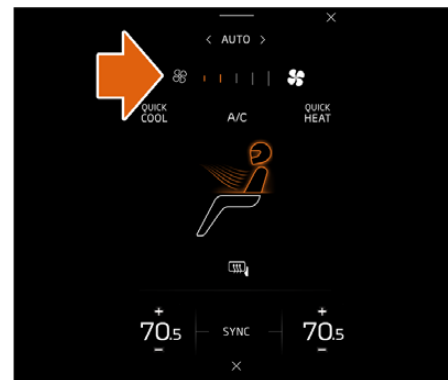 < AUTO >
QUICK COOL
A/C
QUICK HEAT
+ +
70.5 SYNC 70.5
- -